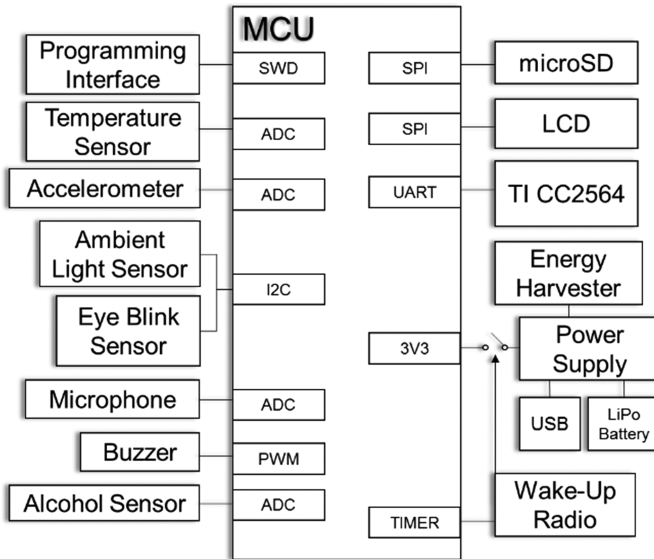 MCU
Programming
Interface
SWD
Temperature
Sensor
ADC
Accelerometer
ADC
Ambient
Light Sensor
Eye Blink
Sensor
I2C
Microphone
ADC
Buzzer
PWM
Alcohol Sensor
ADC
SPI
microSD
SPI
LCD
UART
TI CC2564
Energy
Harvester
3V3
Power
Supply
USB
LiPo
Battery
TIMER
Wake-Up
Radio